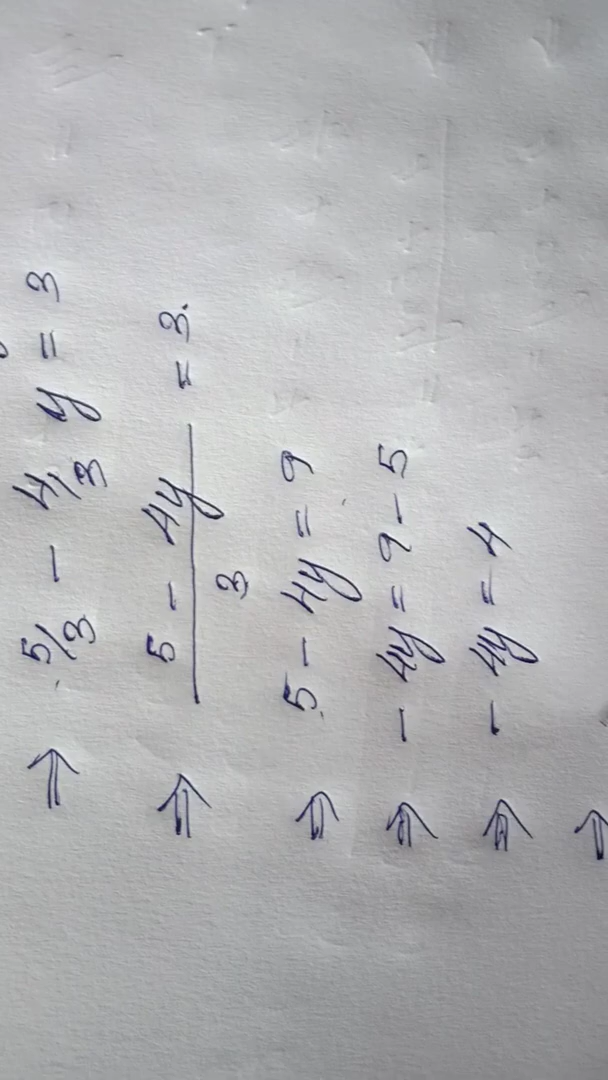 ⇒ 5/3 - 4/3 y = 3
⇒ 5 - 4y / 3 = 3.
⇒ 5 - 4y = 9
⇒ - 4y = 9 - 5
⇒ - 4y = 4
⇒